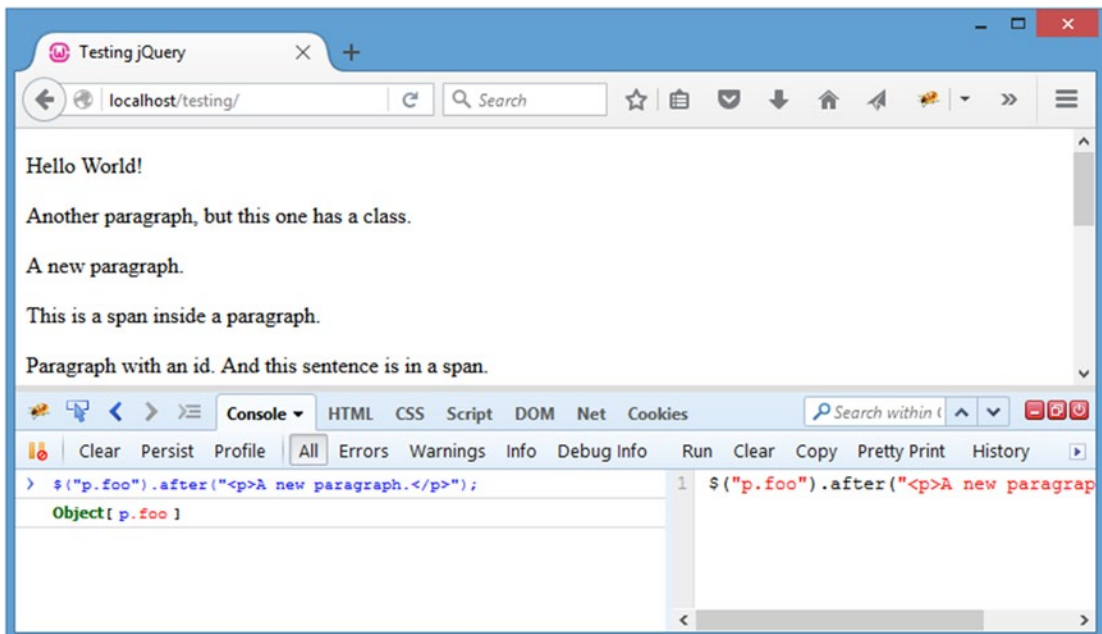 Testing jQuery
localhost/testing/
Search
Hello World!
Another paragraph, but this one has a class.
A new paragraph.
This is a span inside a paragraph.
Paragraph with an id. And this sentence is in a span.
Console HTML CSS Script DOM Net Cookies
Search within (
Clear Persist Profile All Errors Warnings Info Debug Info
Run Clear Copy Pretty Print History
> $("p.foo").after("<p>A new paragraph.</p>");
Object[ p.foo ]
1 $("p.foo").after("<p>A new paragrap